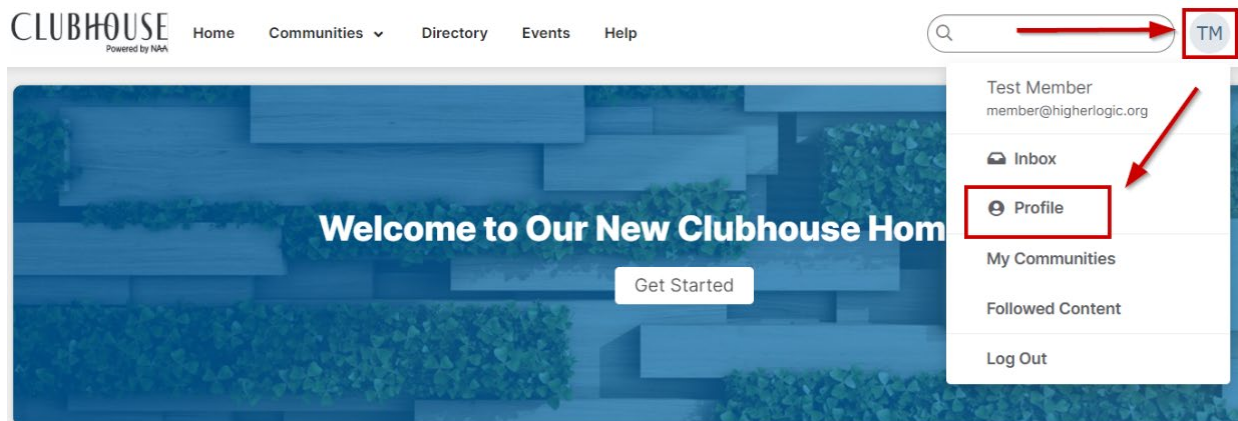 CLUBHOUSE
Powered by NAA
Home Communities Directory Events Help
TM
Test Member
member@higherlogic.org
Inbox
Profile
My Communities
Followed Content
Log Out
Welcome to Our New Clubhouse Hom
Get Started